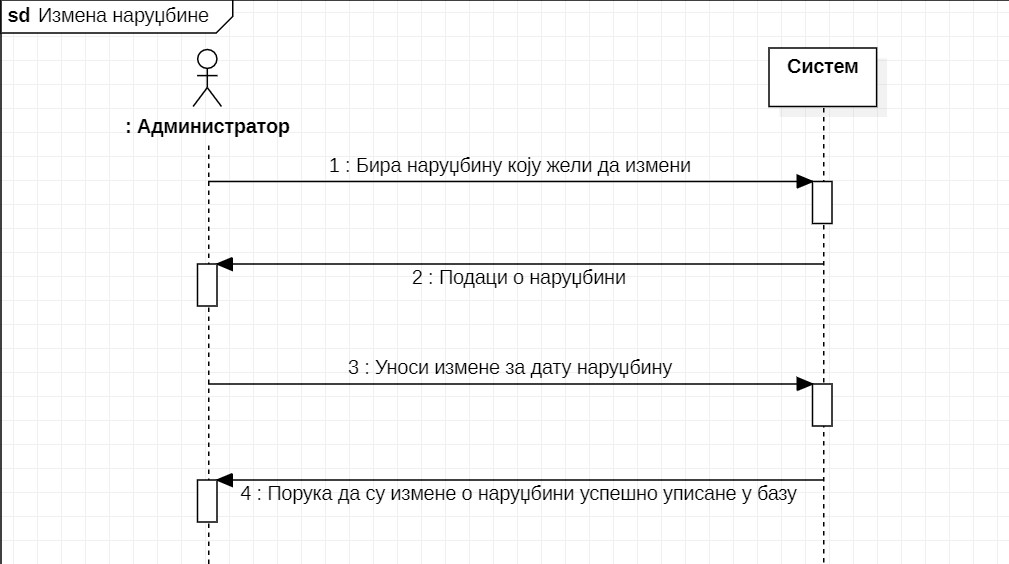 sd Измена наруџбине
: Администратор
Систем
1 : Бира наруџбину коју жели да измени
2 : Подаци о наруџбини
3 : Уноси измене за дату наруџбину
4 : Порука да су измене о наруџбини успешно уписане у базу